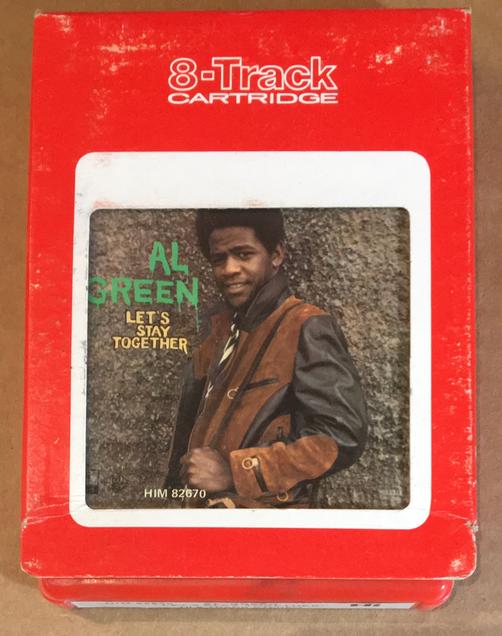 8-Track
CARTRIDGE
AL
GREEN
LET'S
STAY
TOGETHER
HIM 82670